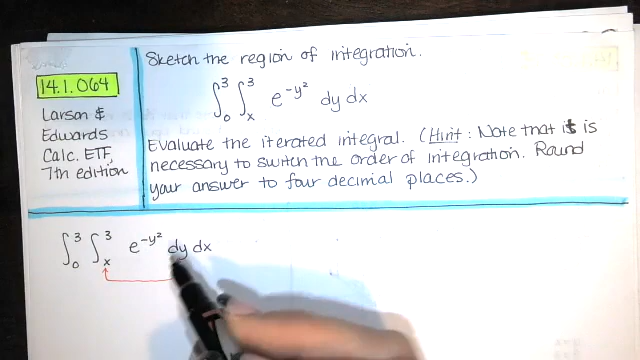 Sketch the region of integration.
14.1.064
∫₀³ ∫ₓ³ e^(-y²) dy dx
Larson &
Edwards
Calc. ETF,
7th edition
Evaluate the iterated integral. (Hint: Note that it is
necessary to switch the order of integration. Round
your answer to four decimal places.)
∫₀³ ∫ₓ³ e^(-y²) dy dx